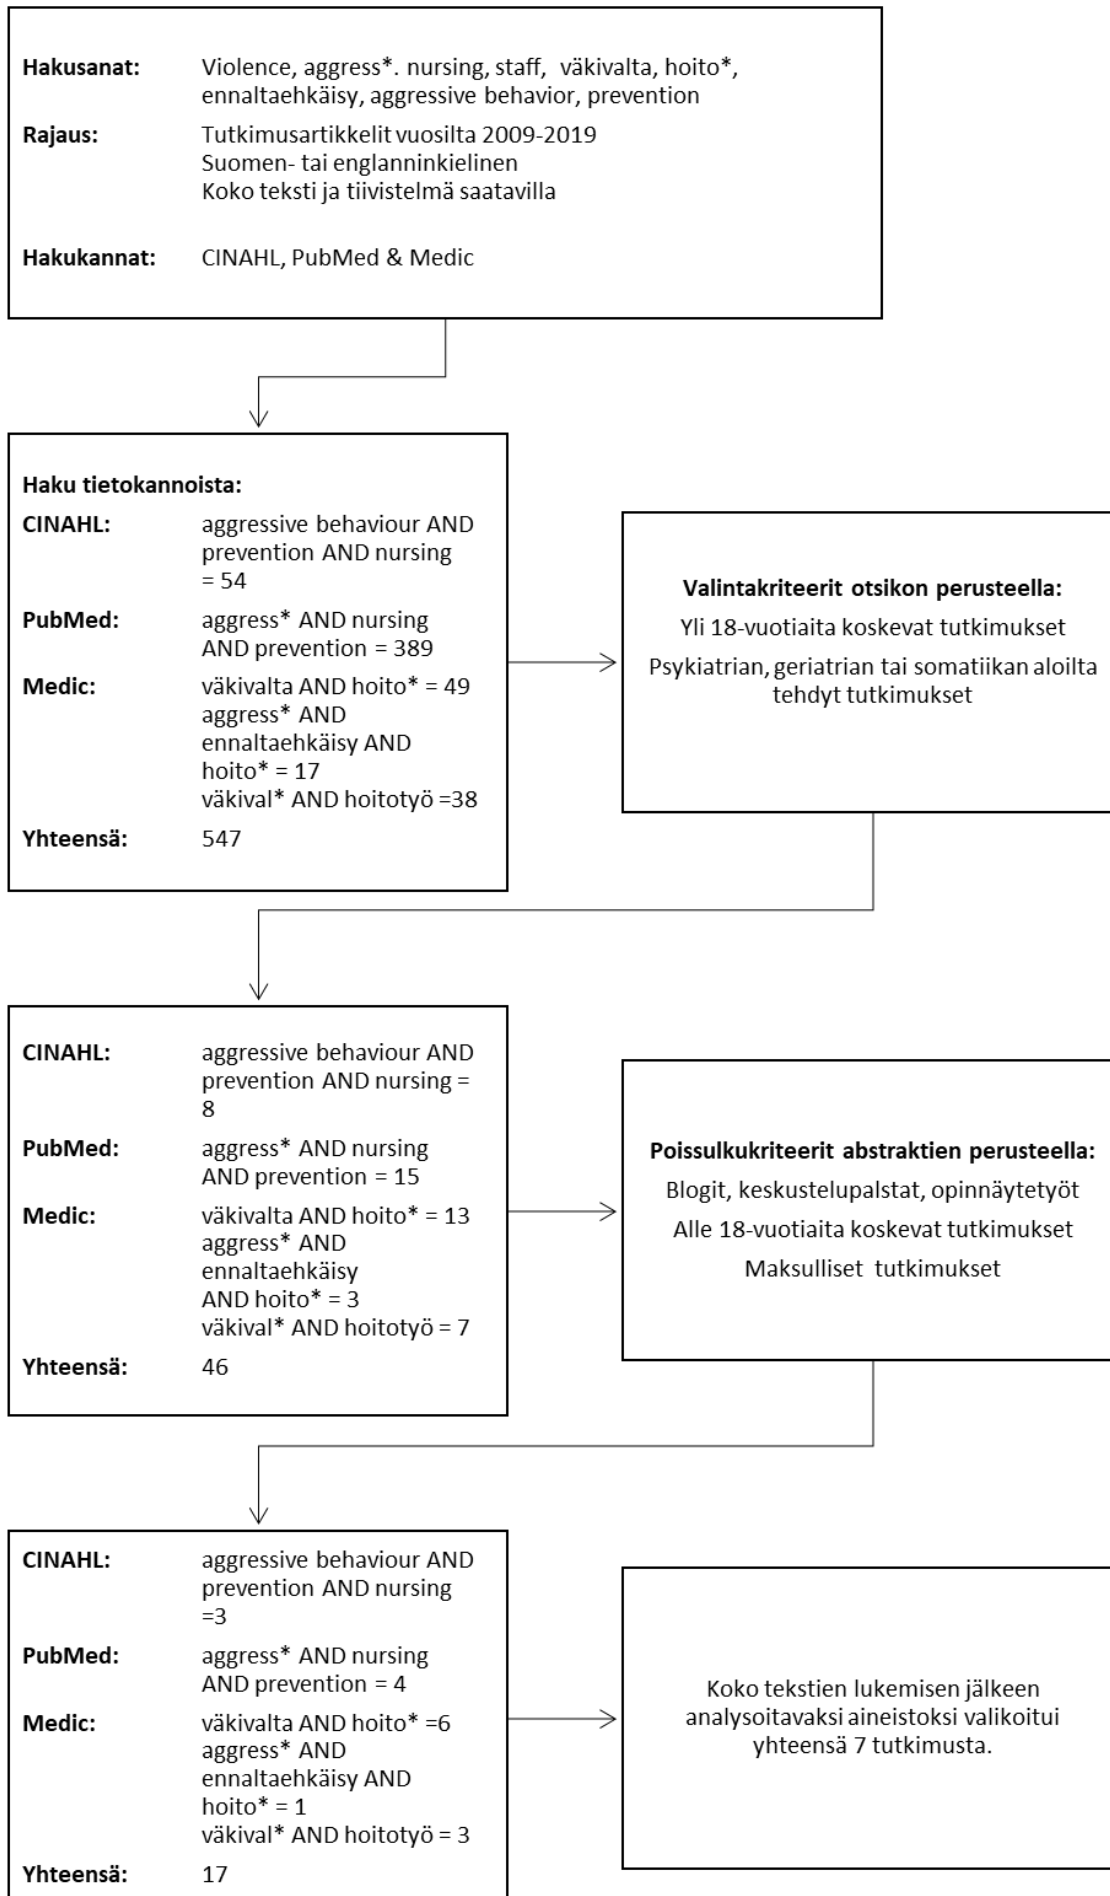 Hakusanat: Violence, aggress*. nursing, staff, väkivalta, hoito*,
ennaltaehkäisy, aggressive behavior, prevention
Rajaus: Tutkimusartikkelit vuosilta 2009-2019
Suomen- tai englanninkielinen
Koko teksti ja tiivistelmä saatavilla
Hakukannat: CINAHL, PubMed & Medic
Haku tietokannoista:
CINAHL: aggressive behaviour AND
prevention AND nursing
= 54
PubMed: aggress* AND nursing
AND prevention = 389
Medic: väkivalta AND hoito* = 49
aggress* AND
ennaltaehkäisy AND
hoito* = 17
väkival* AND hoitotyö =38
Yhteensä: 547
Valintakriteerit otsikon perusteella:
Yli 18-vuotiaita koskevat tutkimukset
Psykiatrian, geriatrian tai somatiikan aloilta
tehdyt tutkimukset
CINAHL: aggressive behaviour AND
prevention AND nursing =
8
PubMed: aggress* AND nursing
AND prevention = 15
Medic: väkivalta AND hoito* = 13
aggress* AND
ennaltaehkäisy
AND hoito* = 3
väkival* AND hoitotyö = 7
Yhteensä: 46
Poissulkukriteerit abstraktien perusteella:
Blogit, keskustelupalstat, opinnäytetyöt
Alle 18-vuotiaita koskevat tutkimukset
Maksulliset tutkimukset
CINAHL: aggressive behaviour AND
prevention AND nursing
=3
PubMed: aggress* AND nursing
AND prevention = 4
Medic: väkivalta AND hoito* =6
aggress* AND
ennaltaehkäisy AND
hoito* = 1
väkival* AND hoitotyö = 3
Yhteensä: 17
Koko tekstien lukemisen jälkeen
analysoitavaksi aineistoksi valikoitui
yhteensä 7 tutkimusta.